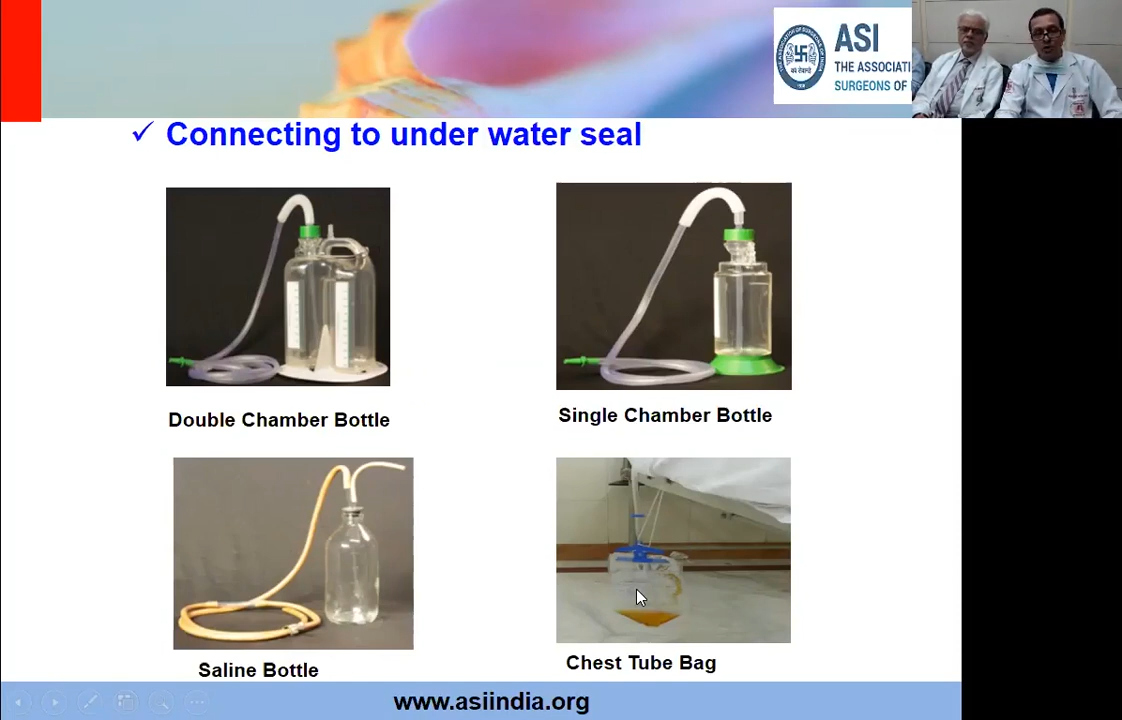 ASI
THE ASSOCIATI
SURGEONS OF
✓ Connecting to under water seal
Double Chamber Bottle
Single Chamber Bottle
Saline Bottle
Chest Tube Bag
www.asiindia.org